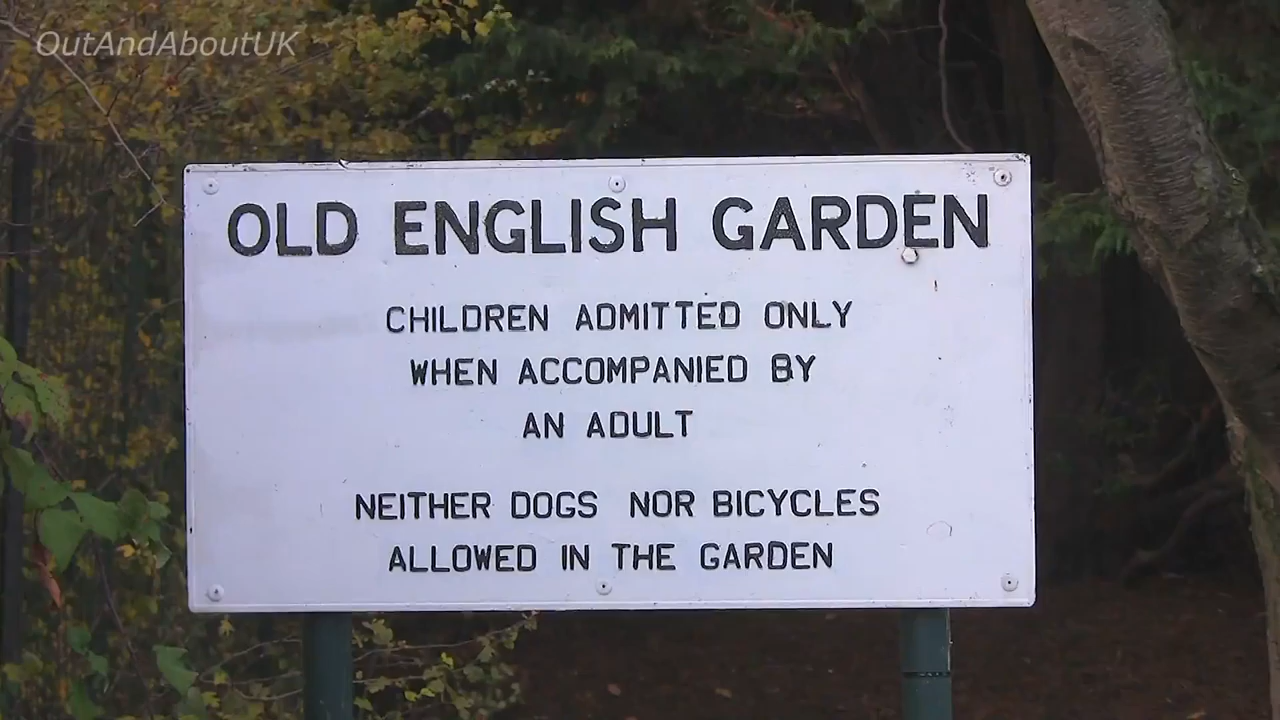 OutAndAboutUK
OLD ENGLISH GARDEN
CHILDREN ADMITTED ONLY
WHEN ACCOMPANIED BY
AN ADULT
NEITHER DOGS NOR BICYCLES
ALLOWED IN THE GARDEN